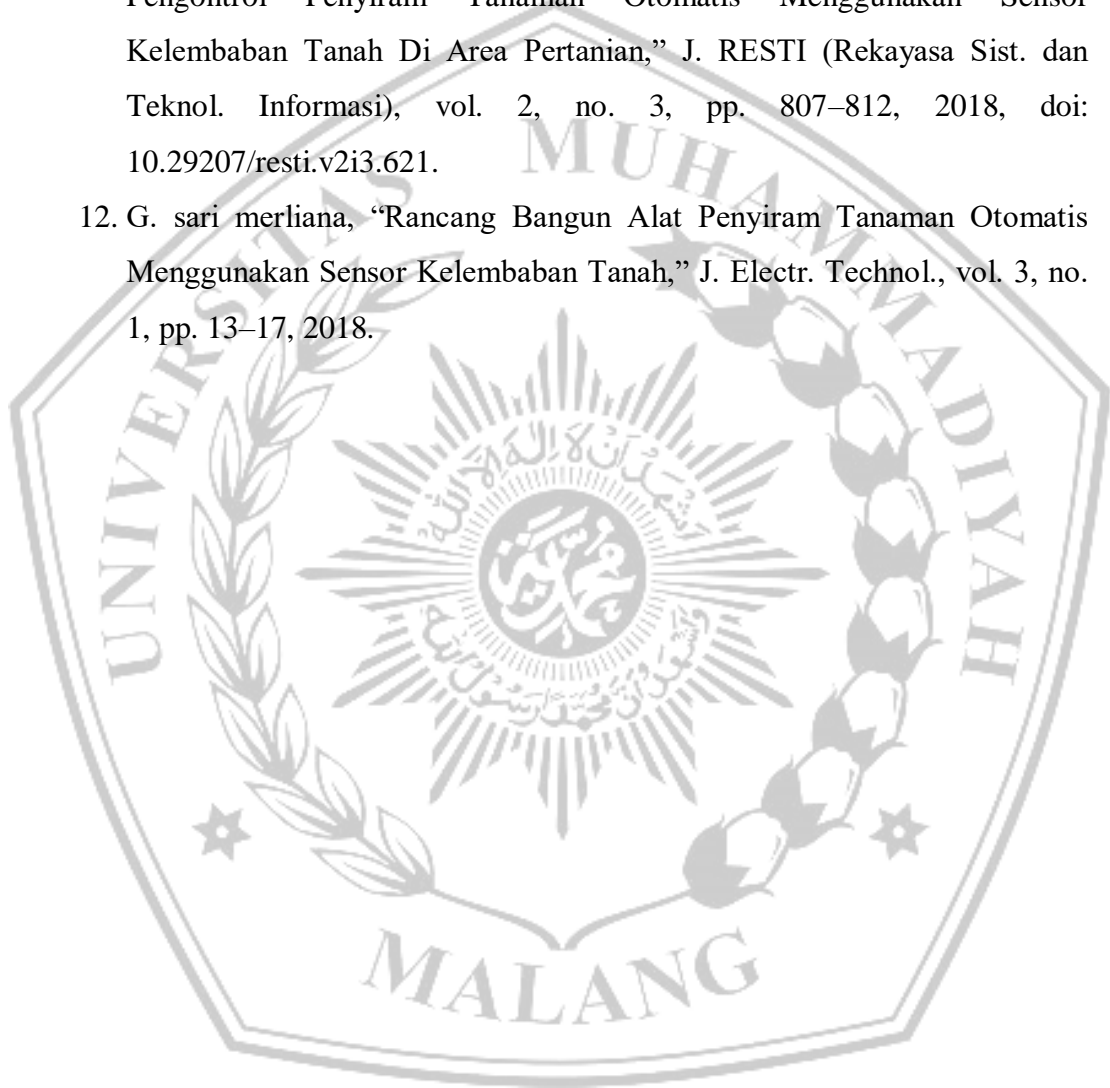 Pengontrol Penyiram Tanaman Otomatis Menggunakan Sensor
Kelembaban Tanah Di Area Pertanian,” J. RESTI (Rekayasa Sist. dan
Teknol. Informasi), vol. 2, no. 3, pp. 807–812, 2018, doi:
10.29207/resti.v2i3.621.
12. G. sari merliana, “Rancang Bangun Alat Penyiram Tanaman Otomatis
Menggunakan Sensor Kelembaban Tanah,” J. Electr. Technol., vol. 3, no.
1, pp. 13–17, 2018.
UNIVERSITAS MUHAMMADIYAH
MALANG